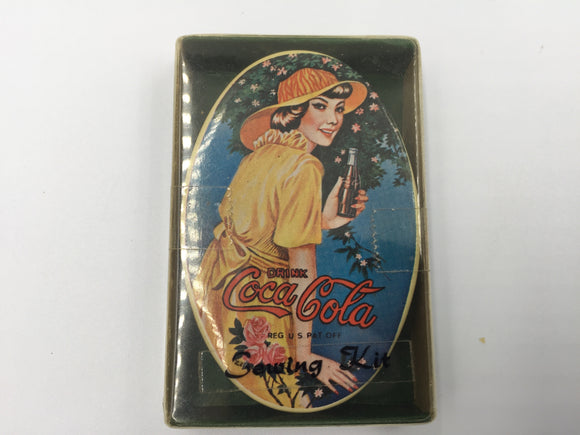 DRINK
Coca Cola
REG U S PAT OFF
Sewing Kit